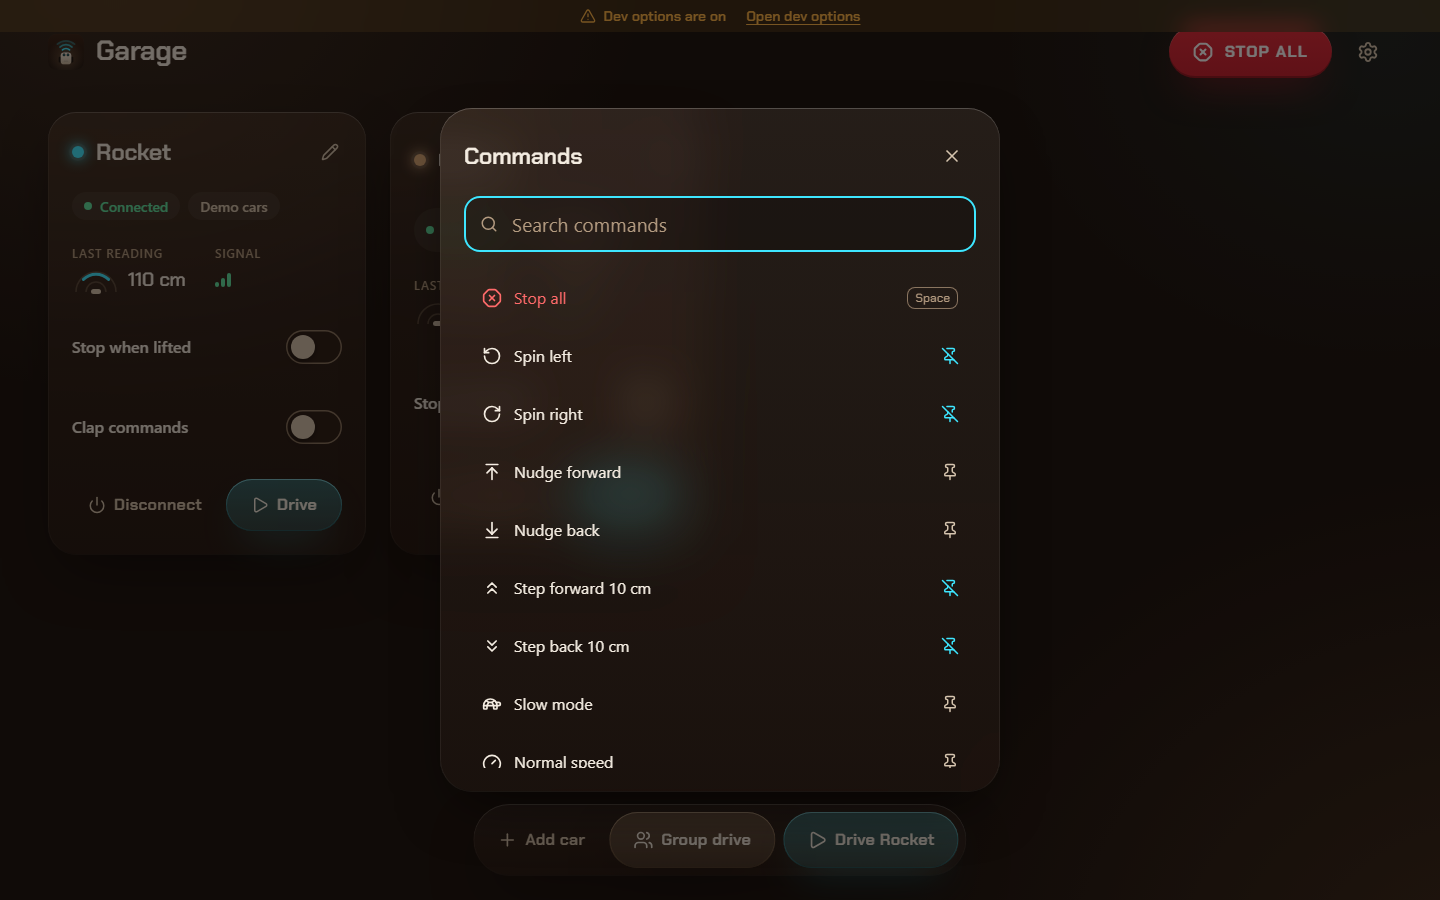 Dev options are on Open dev options
Garage
STOP ALL
Rocket
Connected Demo cars
LAST READING SIGNAL
110 cm
Stop when lifted
Clap commands
Disconnect Drive
Commands
Search commands
Stop all Space
Spin left
Spin right
Nudge forward
Nudge back
Step forward 10 cm
Step back 10 cm
Slow mode
Normal speed
Add car Group drive Drive Rocket